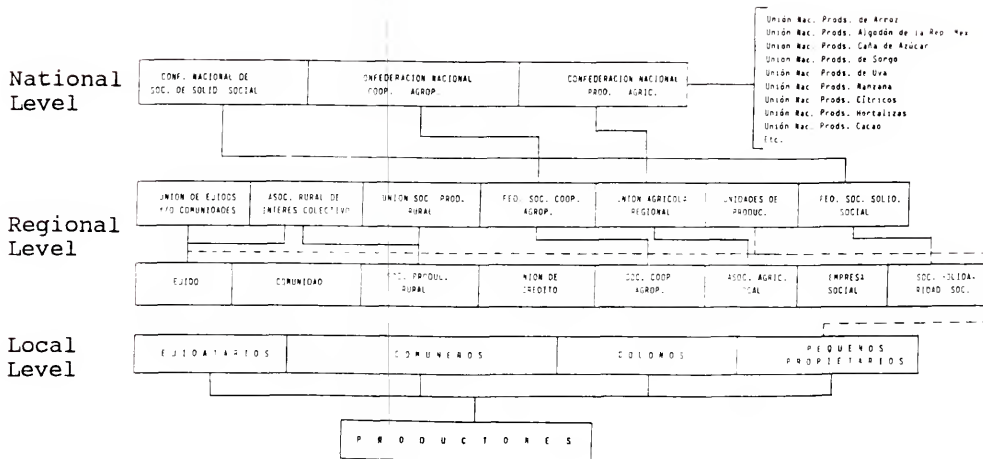 Unión Nac. Prods. de Arroz
Unión Nac. Prods. Algodón de la Rep. Mex
Unión Nac. Prods. Caña de Azúcar
Unión Nac. Prods. de Sorgo
Unión Nac. Prods. de Uva
Unión Nac. Prods. Manzana
Unión Nac. Prods. Cítricos
Unión Nac. Prods. Hortalizas
Unión Nac. Prods. Cacao
Etc.
National
Level
CONF. NACIONAL DE
SOC. DE SOLID SOCIAL
CONFEDERACION NACIONAL
COOP. AGROP.
CONFEDERACION NACIONAL
PROD. AGRIC.
Regional
Level
UNION DE EJIDOS
Y/O COMUNIDADES
ASOC. RURAL DE
INTERES COLECTIVO
UNION SOC PROD.
RURAL
FED. SOC. COOP.
AGROP.
UNION AGRICOLA
REGIONAL
UNIDADES DE
PRODUC.
FED. SOC. SOLID.
SOCIAL
EJIDO
COMUNIDAD
SOC. PRODUC.
RURAL
UNION DE
CREDITO
SOC. COOP
AGROP.
ASOC. AGRIC.
LOCAL
EMPRESA
SOCIAL
SOC. SOLIDA-
RIDAD SOC.
Local
Level
EJIDATARIOS
COMUNEROS
COLONOS
PEQUENOS
PROPIETARIOS
PRODUCTORES